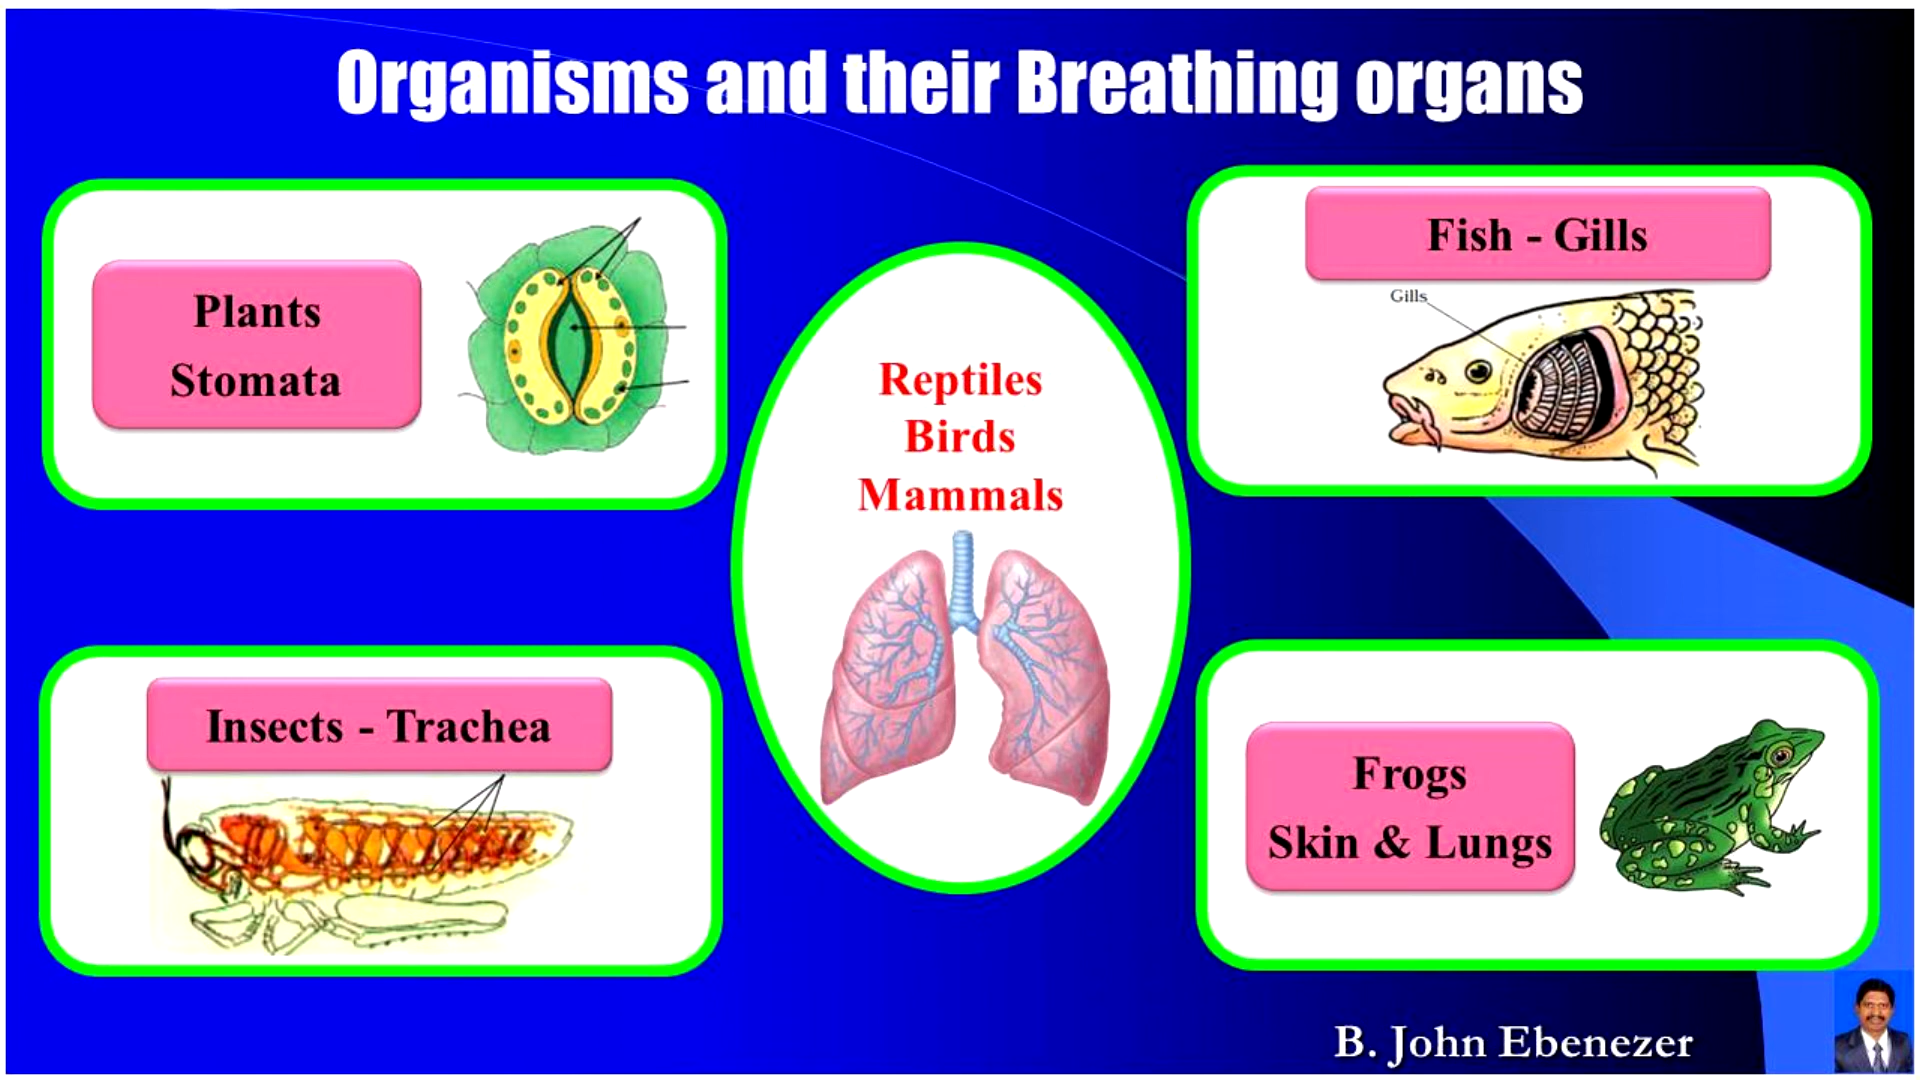 Organisms and their Breathing organs
Plants
Stomata
Fish - Gills
Gills
Reptiles
Birds
Mammals
Insects - Trachea
Frogs
Skin & Lungs
B. John Ebenezer